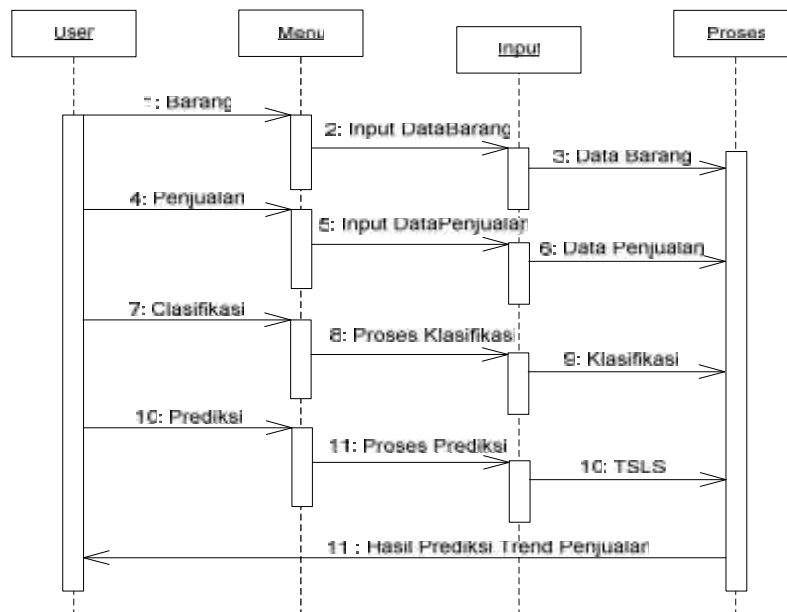 User
Menu
Input
Proses
1: Barang
2: Input DataBarang
3: Data Barang
4: Penjualan
5: Input DataPenjualan
6: Data Penjualan
7: Clasifikasi
8: Proses Klasifikasi
9: Klasifikasi
10: Prediksi
11: Proses Prediksi
10: TSLS
11 : Hasil Prediksi Trend Penjualan